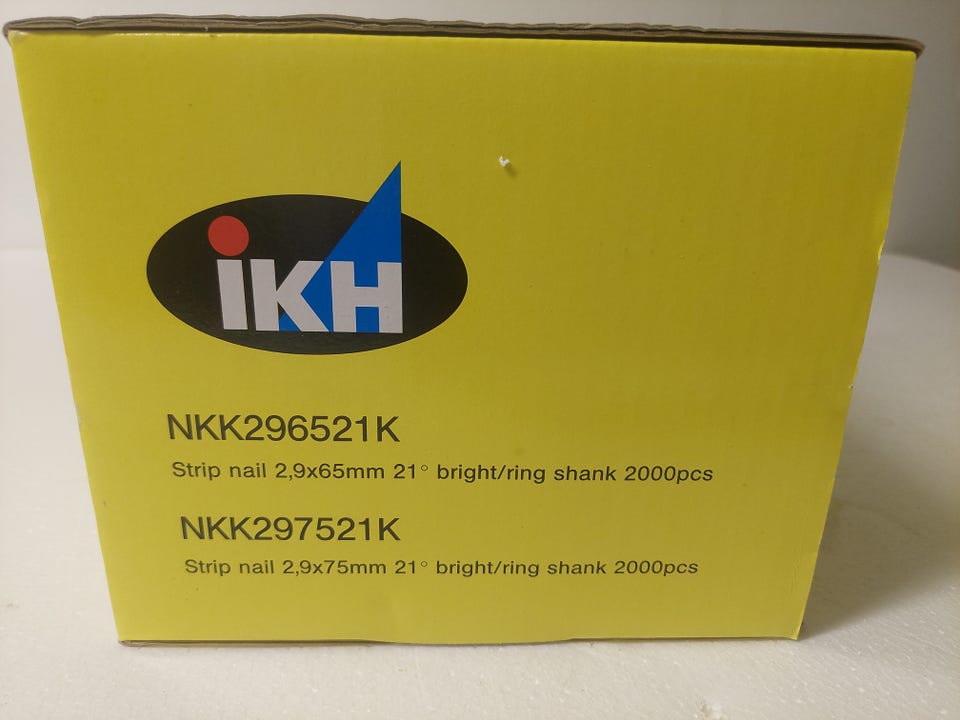 iKH
NKK296521K
Strip nail 2,9x65mm 21° bright/ring shank 2000pcs
NKK297521K
Strip nail 2,9x75mm 21° bright/ring shank 2000pcs